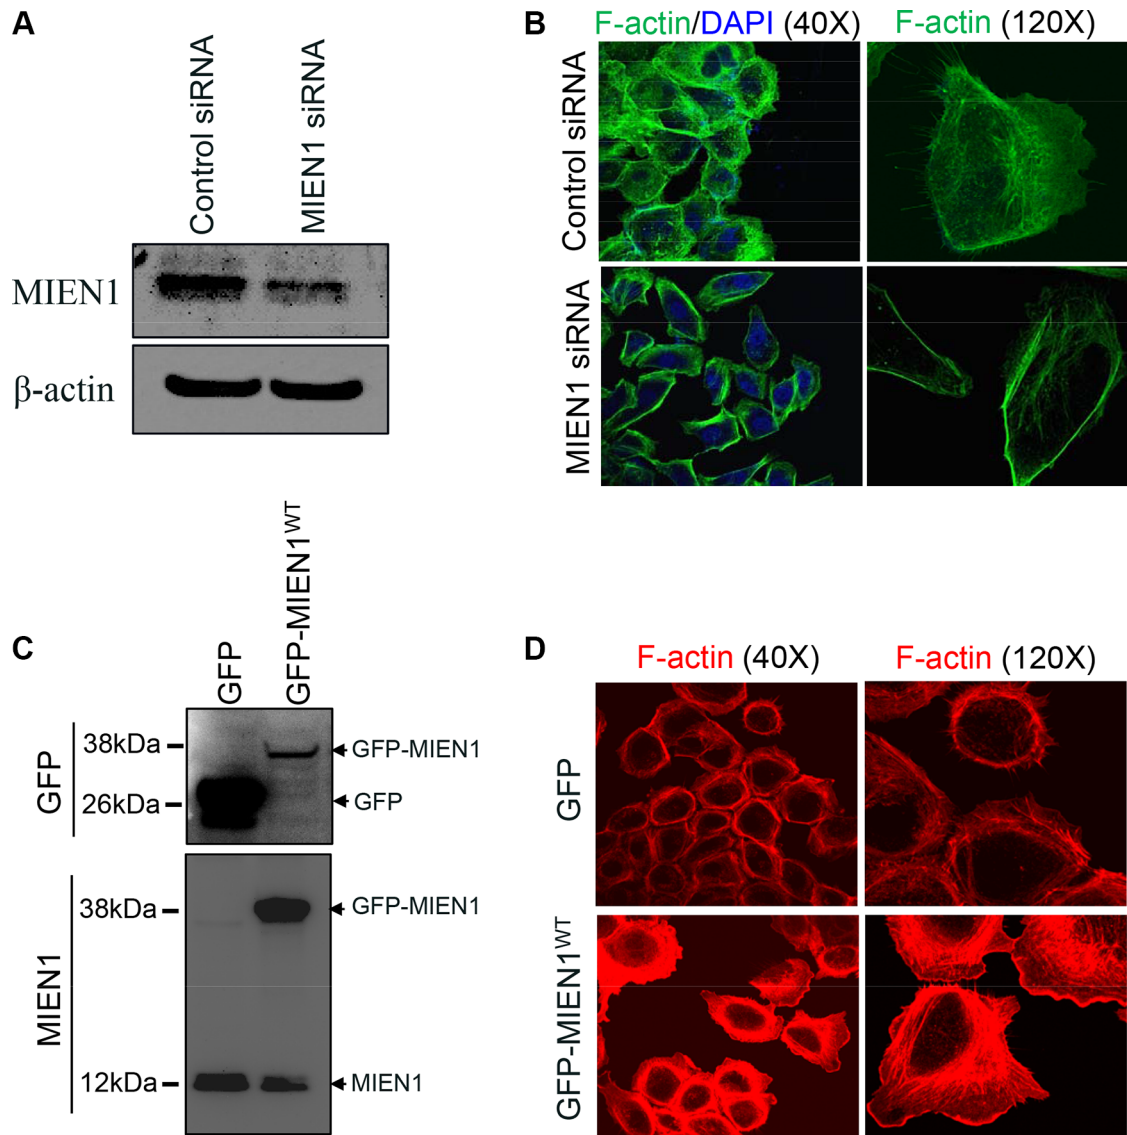 A
Control siRNA
MIEN1 siRNA
MIEN1
β-actin
B
F-actin/DAPI (40X)
F-actin (120X)
Control siRNA
MIEN1 siRNA
C
GFP
GFP-MIEN1WT
GFP
38kDa
GFP-MIEN1
26kDa
GFP
MIEN1
38kDa
GFP-MIEN1
12kDa
MIEN1
D
F-actin (40X)
F-actin (120X)
GFP
GFP-MIEN1WT